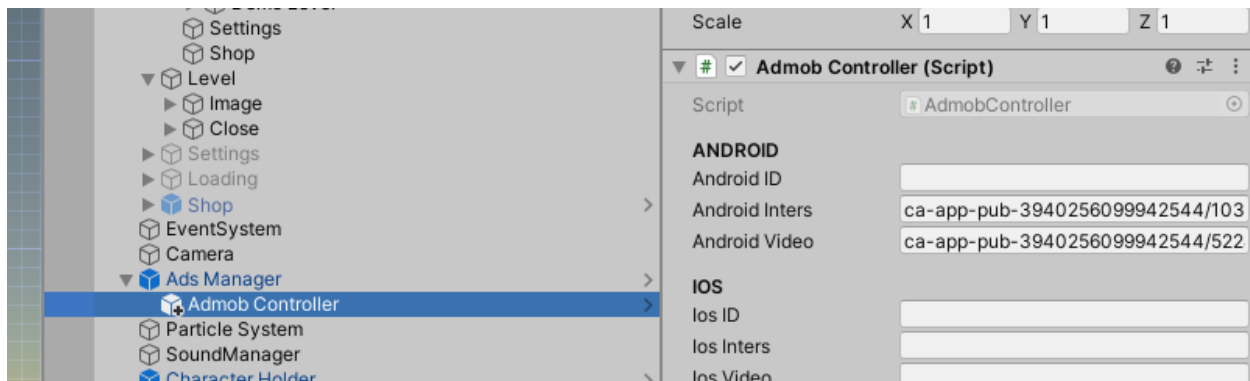 Settings
Shop
Level
Image
Close
Settings
Loading
Shop
EventSystem
Camera
Ads Manager
Admob Controller
Particle System
SoundManager
Character Holder
Scale X 1 Y 1 Z 1
# Admob Controller (Script)
Script # AdmobController
ANDROID
Android ID
Android Inters ca-app-pub-3940256099942544/103
Android Video ca-app-pub-3940256099942544/522
IOS
Ios ID
Ios Inters
Ios Video